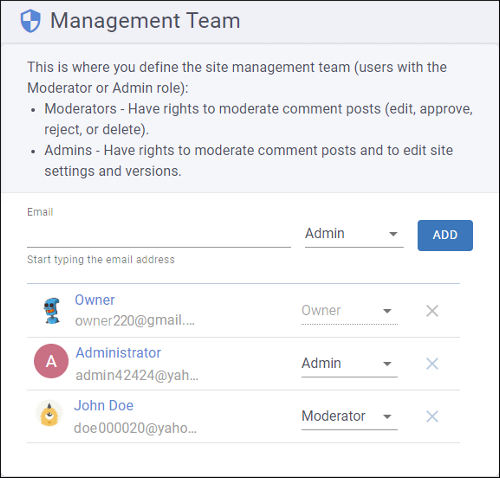 Management Team
This is where you define the site management team (users with the
Moderator or Admin role):
• Moderators - Have rights to moderate comment posts (edit, approve,
reject, or delete).
• Admins - Have rights to moderate comment posts and to edit site
settings and versions.
Email
Admin
ADD
Start typing the email address
Owner
owner220@gmail....
Owner
A
Administrator
admin42424@yah...
Admin
John Doe
doe000020@yaho...
Moderator